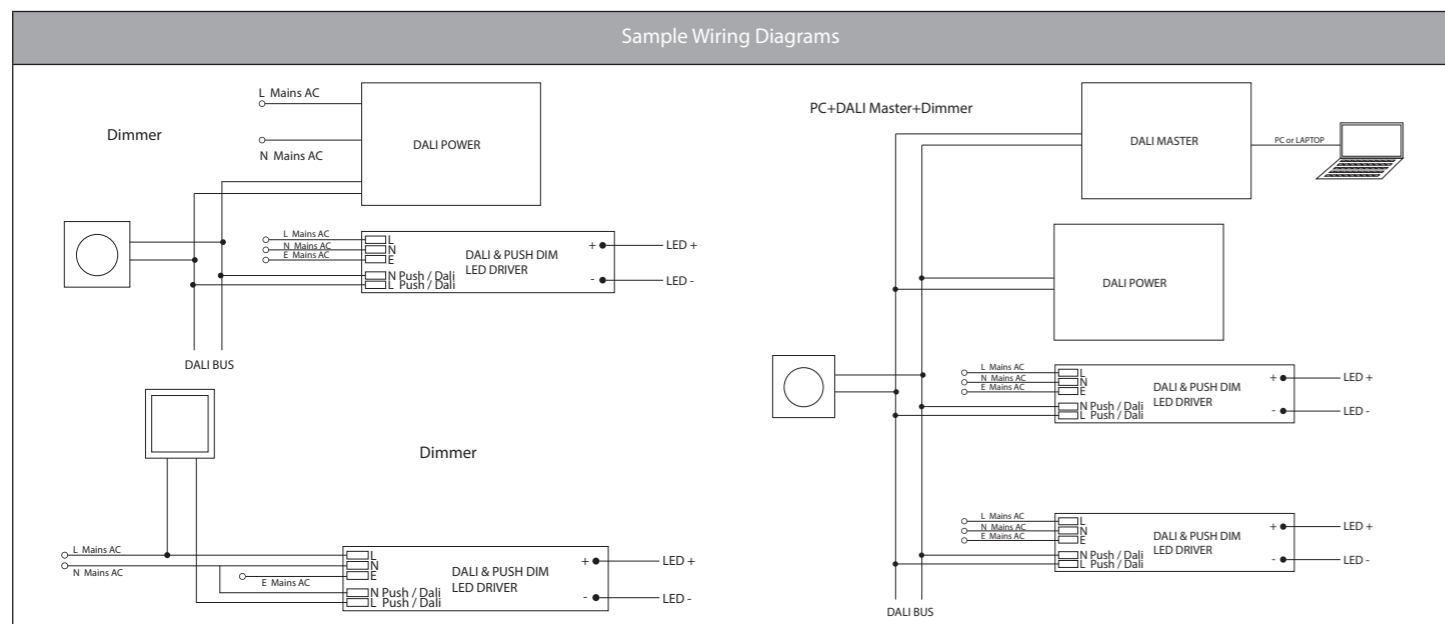 Sample Wiring Diagrams
L Mains AC
Dimmer
N Mains AC
DALI POWER
L Mains AC
N Mains AC
E Mains AC
L
N
E
N Push / Dali
L Push / Dali
DALI & PUSH DIM
LED DRIVER
+
-
LED +
LED -
DALI BUS
Dimmer
L Mains AC
N Mains AC
E Mains AC
L
N
E
N Push / Dali
L Push / Dali
DALI & PUSH DIM
LED DRIVER
+
-
LED +
LED -
PC+DALI Master+Dimmer
DALI MASTER
PC or LAPTOP
DALI POWER
L Mains AC
N Mains AC
E Mains AC
L
N
E
N Push / Dali
L Push / Dali
DALI & PUSH DIM
LED DRIVER
+
-
LED +
LED -
L Mains AC
N Mains AC
E Mains AC
L
N
E
N Push / Dali
L Push / Dali
DALI & PUSH DIM
LED DRIVER
+
-
LED +
LED -
DALI BUS